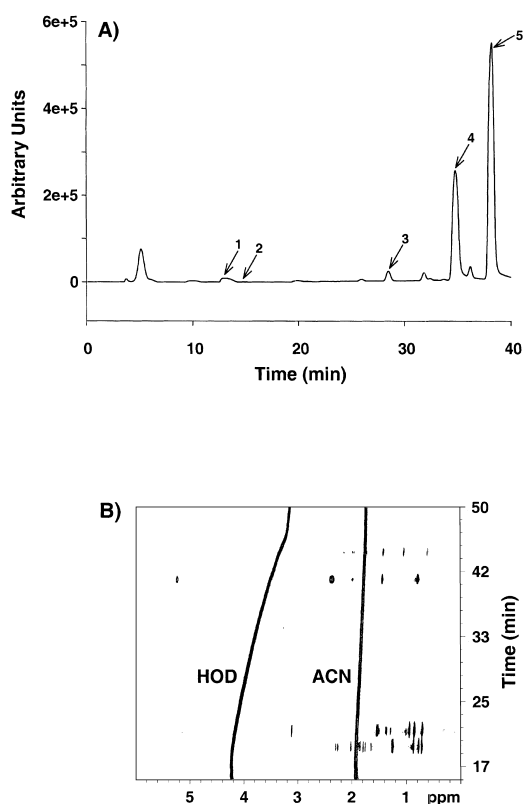 A)
6e+5
4e+5
2e+5
0
Arbitrary Units
1
2
3
4
5
0 10 20 30 40
Time (min)
B)
50
42
33
25
17
Time (min)
HOD
ACN
5 4 3 2 1 ppm